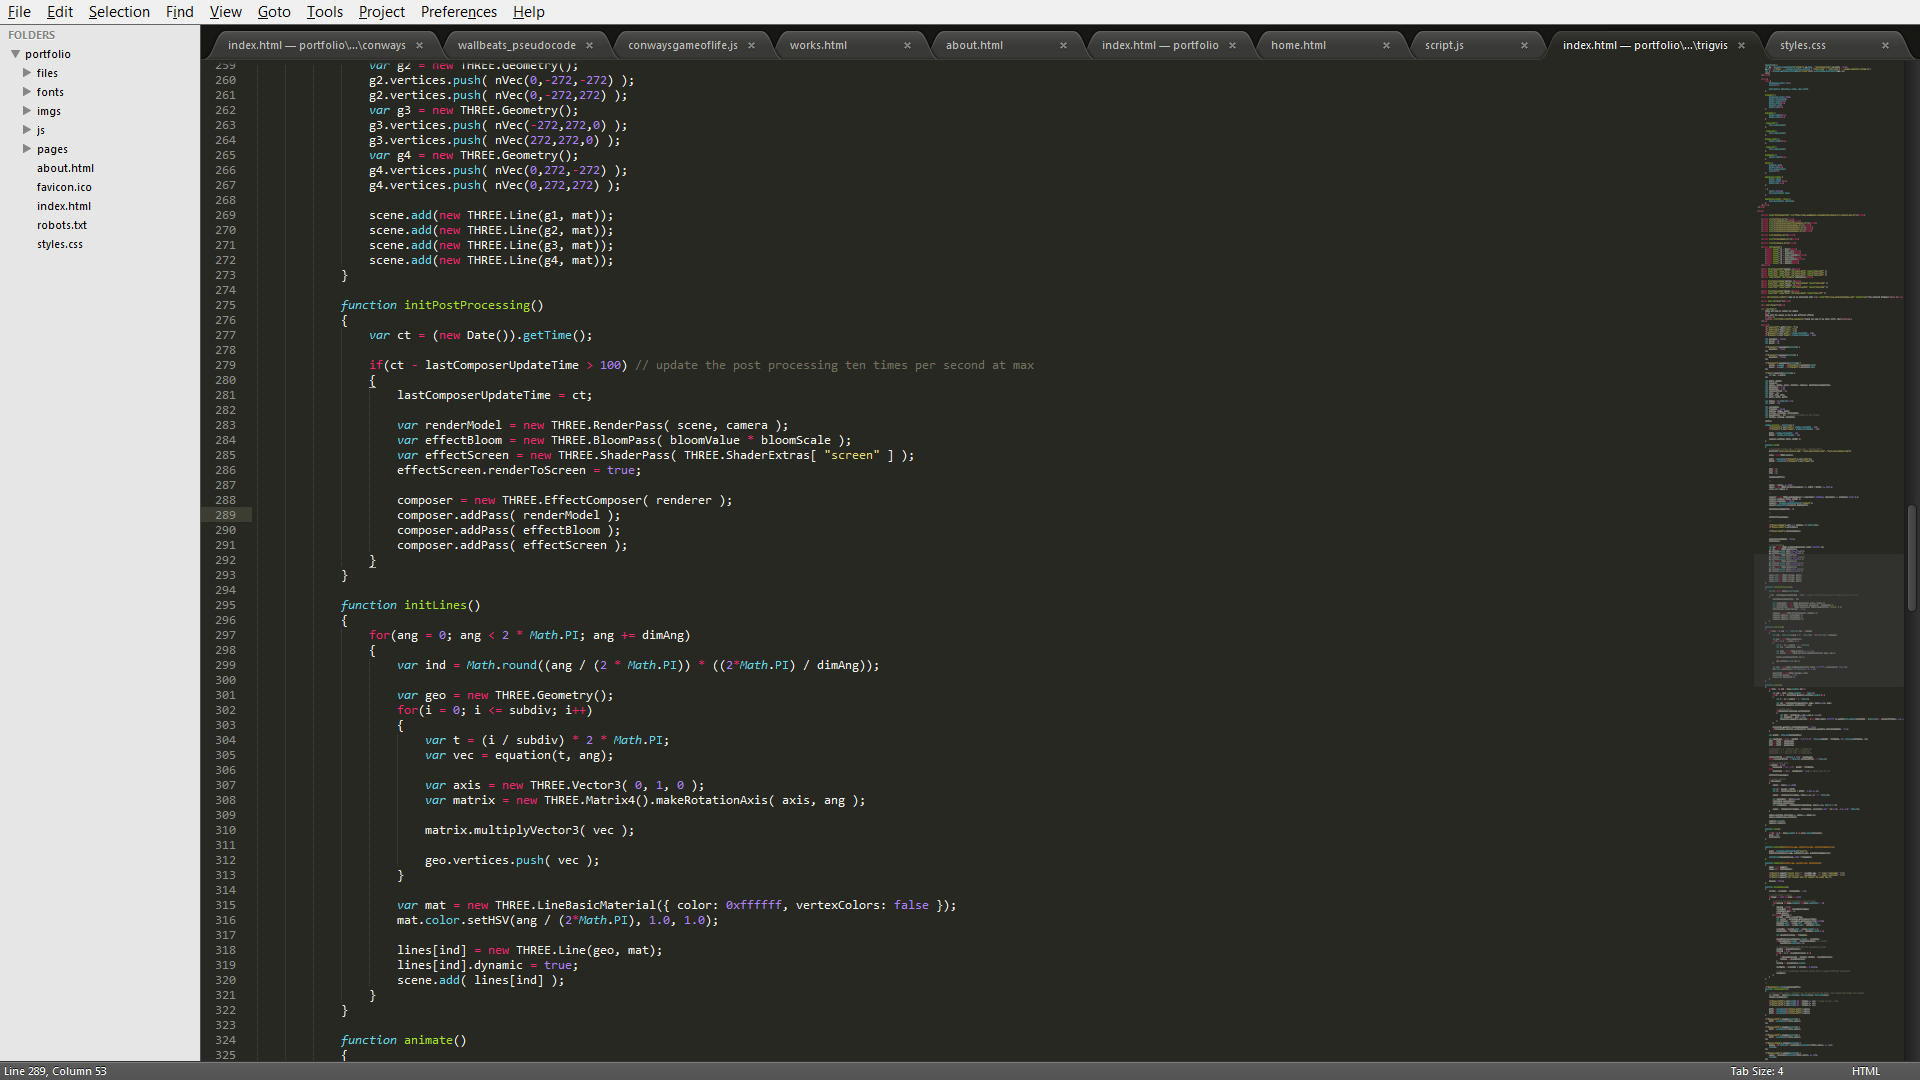 File Edit Selection Find View Goto Tools Project Preferences Help
FOLDERS
portfolio
files
fonts
imgs
js
pages
about.html
favicon.ico
index.html
robots.txt
styles.css
index.html — portfolio\...\conways × wallbeats_pseudocode × conwaysgameoflife.js × works.html × about.html × index.html — portfolio × home.html × script.js × index.html — portfolio\...\trigvis × styles.css ×
259 var g2 = new THREE.Geometry();
260 g2.vertices.push( nVec(0,-272,-272) );
261 g2.vertices.push( nVec(0,-272,272) );
262 var g3 = new THREE.Geometry();
263 g3.vertices.push( nVec(-272,272,0) );
264 g3.vertices.push( nVec(272,272,0) );
265 var g4 = new THREE.Geometry();
266 g4.vertices.push( nVec(0,272,-272) );
267 g4.vertices.push( nVec(0,272,272) );
268
269 scene.add(new THREE.Line(g1, mat));
270 scene.add(new THREE.Line(g2, mat));
271 scene.add(new THREE.Line(g3, mat));
272 scene.add(new THREE.Line(g4, mat));
273 }
274
275 function initPostProcessing()
276 {
277 var ct = (new Date()).getTime();
278
279 if(ct - lastComposerUpdateTime > 100) // update the post processing ten times per second at max
280 {
281 lastComposerUpdateTime = ct;
282
283 var renderModel = new THREE.RenderPass( scene, camera );
284 var effectBloom = new THREE.BloomPass( bloomValue * bloomScale );
285 var effectScreen = new THREE.ShaderPass( THREE.ShaderExtras[ "screen" ] );
286 effectScreen.renderToScreen = true;
287
288 composer = new THREE.EffectComposer( renderer );
289 composer.addPass( renderModel );
290 composer.addPass( effectBloom );
291 composer.addPass( effectScreen );
292 }
293 }
294
295 function initLines()
296 {
297 for(ang = 0; ang < 2 * Math.PI; ang += dimAng)
298 {
299 var ind = Math.round((ang / (2 * Math.PI)) * ((2*Math.PI) / dimAng));
300
301 var geo = new THREE.Geometry();
302 for(i = 0; i <= subdiv; i++)
303 {
304 var t = (i / subdiv) * 2 * Math.PI;
305 var vec = equation(t, ang);
306
307 var axis = new THREE.Vector3( 0, 1, 0 );
308 var matrix = new THREE.Matrix4().makeRotationAxis( axis, ang );
309
310 matrix.multiplyVector3( vec );
311
312 geo.vertices.push( vec );
313 }
314
315 var mat = new THREE.LineBasicMaterial({ color: 0xffffff, vertexColors: false });
316 mat.color.setHSV(ang / (2*Math.PI), 1.0, 1.0);
317
318 lines[ind] = new THREE.Line(geo, mat);
319 lines[ind].dynamic = true;
320 scene.add( lines[ind] );
321 }
322 }
323
324 function animate()
325 {
Line 289, Column 53 Tab Size: 4 HTML